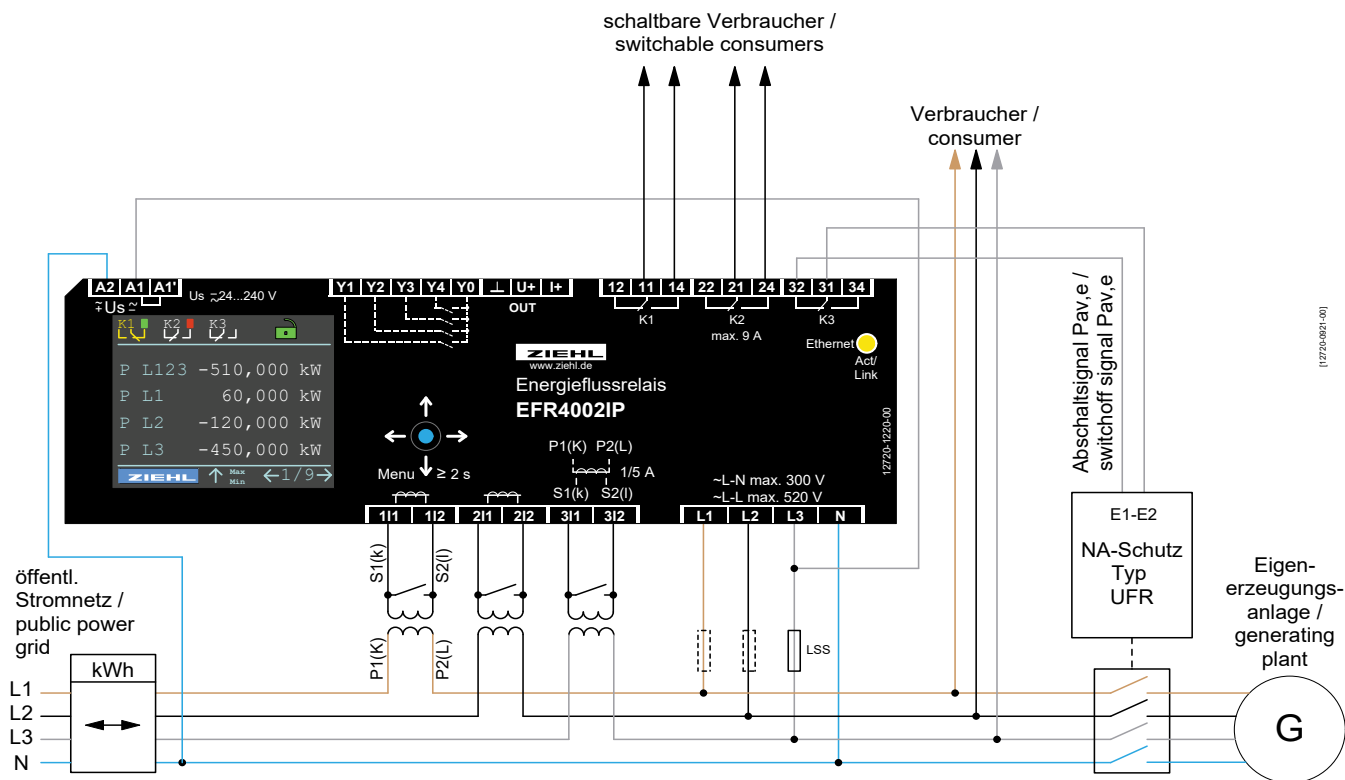 schaltbare Verbraucher /
switchable consumers
Verbraucher /
consumer
A2 A1 A1'
Us ≂24...240 V
≂Us≂
Y1 Y2 Y3 Y4 Y0 ⊥ U+ I+
OUT
12 11 14 22 21 24 32 31 34
K1 K2 K3
max. 9 A
K1 K2 K3
P L123 -510,000 kW
P L1 60,000 kW
P L2 -120,000 kW
P L3 -450,000 kW
ZIEHL ↑ Max Min ←1/9→
ZIEHL
www.ziehl.de
Energieflussrelais
EFR4002IP
Ethernet
Act/
Link
12720-1220-00
[12720-0921-00]
Menu ≥ 2 s
P1(K) P2(L)
1/5 A
S1(k) S2(l)
~L-N max. 300 V
~L-L max. 520 V
1I1 1I2 2I1 2I2 3I1 3I2 L1 L2 L3 N
S1(k) S2(l)
P1(K) P2(L)
LSS
Abschaltsignal Pav,e /
switchoff signal Pav,e
E1-E2
NA-Schutz
Typ
UFR
Eigen-
erzeugungs-
anlage /
generating
plant
G
öffentl.
Stromnetz /
public power
grid
kWh
L1
L2
L3
N